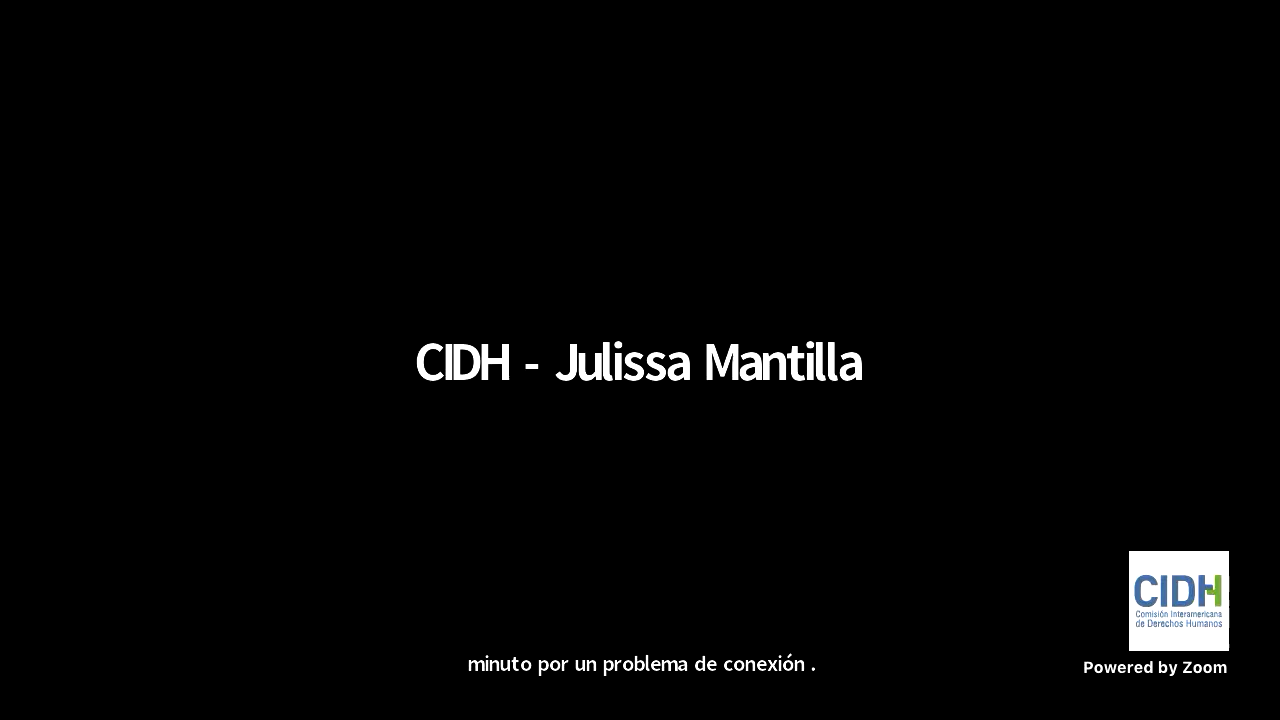 CIDH - Julissa Mantilla
CIDH
Comisión Interamericana
de Derechos Humanos
minuto por un problema de conexión .
Powered by Zoom